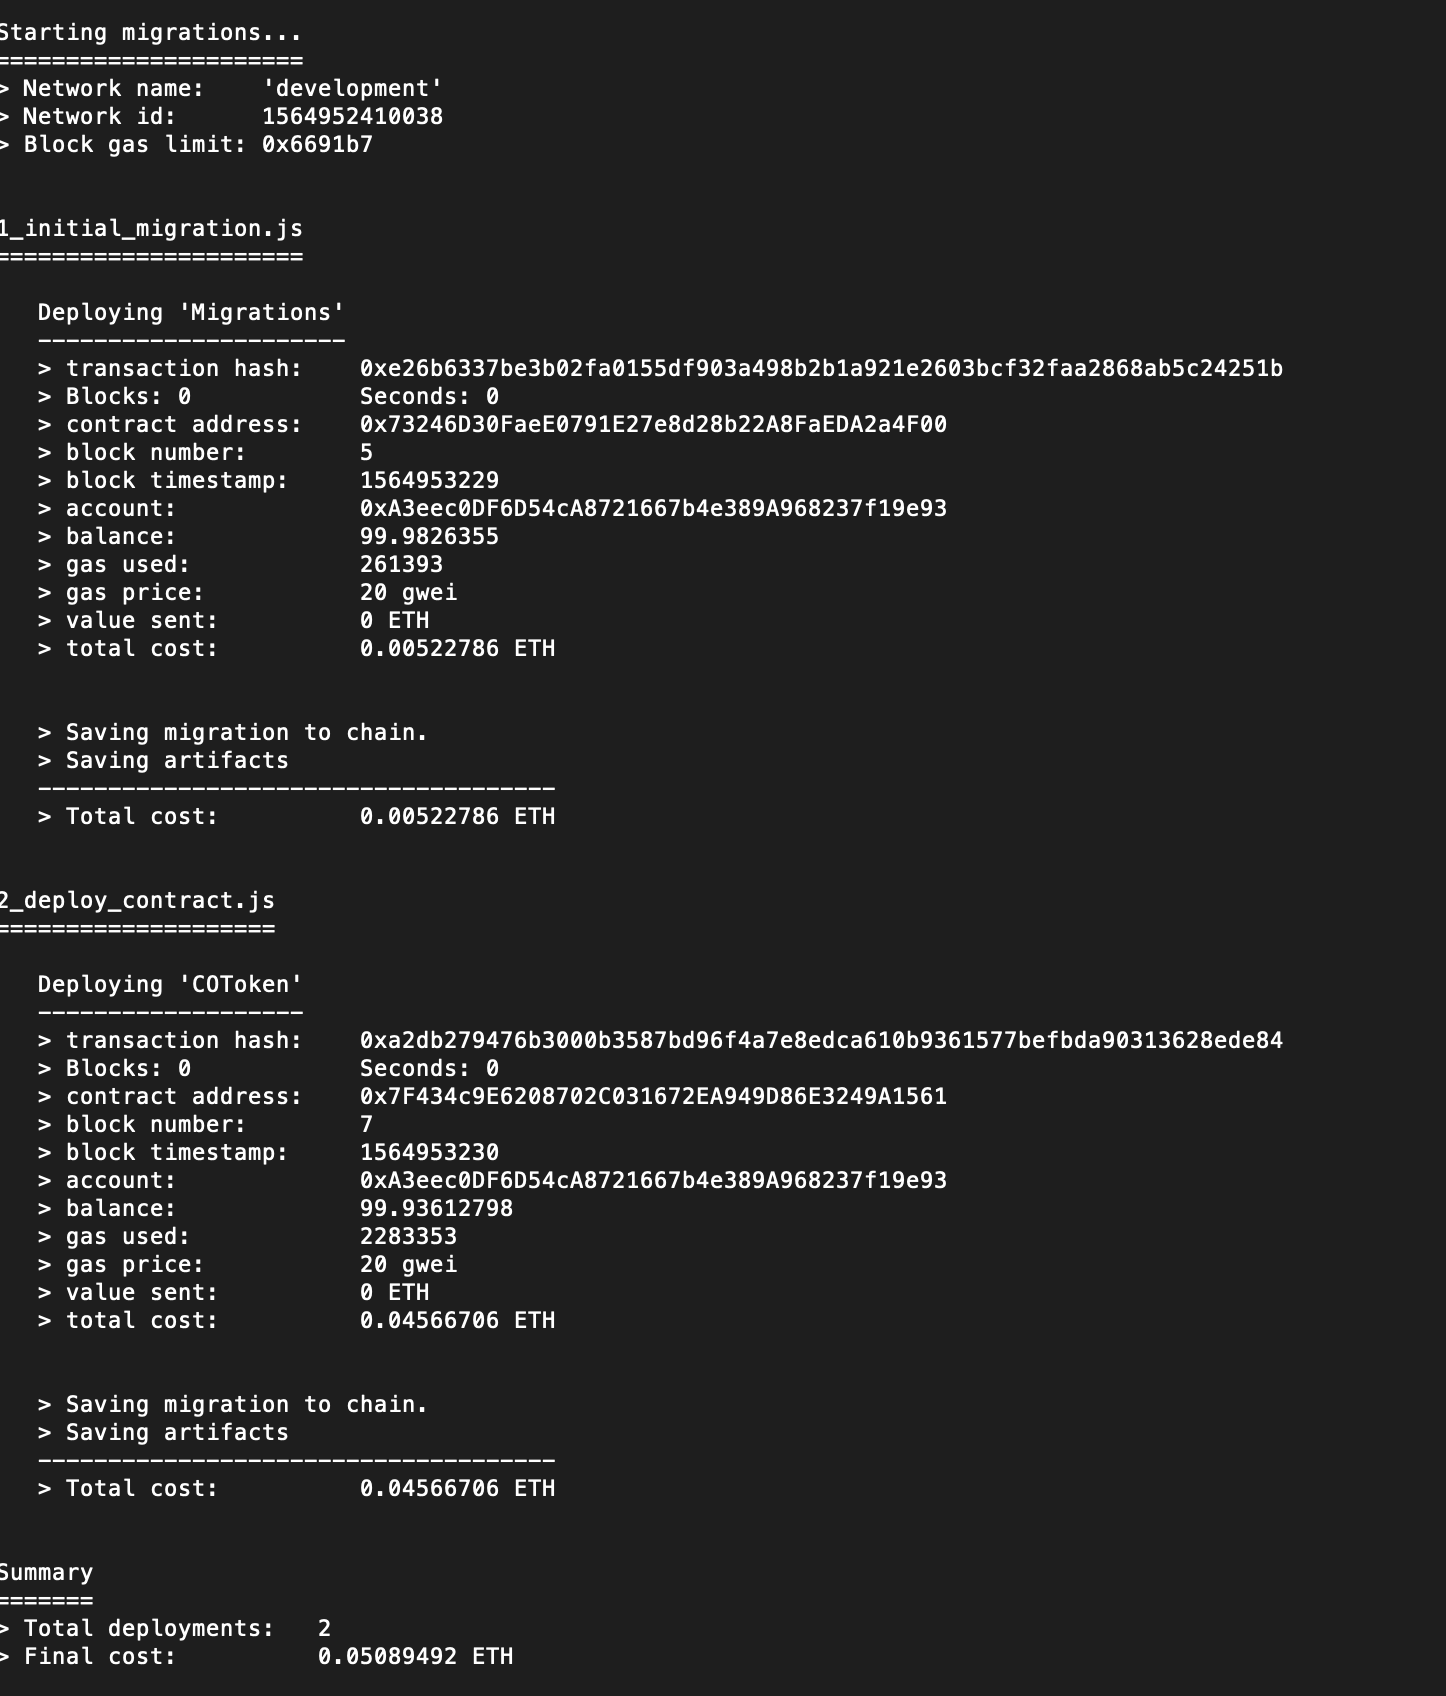 Starting migrations...
======================
> Network name:    'development'
> Network id:      1564952410038
> Block gas limit: 0x6691b7
1_initial_migration.js
======================
   Deploying 'Migrations'
   ----------------------
   > transaction hash:    0xe26b6337be3b02fa0155df903a498b2b1a921e2603bcf32faa2868ab5c24251b
   > Blocks: 0            Seconds: 0
   > contract address:    0x73246D30FaeE0791E27e8d28b22A8FaEDA2a4F00
   > block number:        5
   > block timestamp:     1564953229
   > account:             0xA3eec0DF6D54cA8721667b4e389A968237f19e93
   > balance:             99.9826355
   > gas used:            261393
   > gas price:           20 gwei
   > value sent:          0 ETH
   > total cost:          0.00522786 ETH
   > Saving migration to chain.
   > Saving artifacts
   -------------------------------------
   > Total cost:          0.00522786 ETH
2_deploy_contract.js
====================
   Deploying 'COToken'
   -------------------
   > transaction hash:    0xa2db279476b3000b3587bd96f4a7e8edca610b9361577befbda90313628ede84
   > Blocks: 0            Seconds: 0
   > contract address:    0x7F434c9E6208702C031672EA949D86E3249A1561
   > block number:        7
   > block timestamp:     1564953230
   > account:             0xA3eec0DF6D54cA8721667b4e389A968237f19e93
   > balance:             99.93612798
   > gas used:            2283353
   > gas price:           20 gwei
   > value sent:          0 ETH
   > total cost:          0.04566706 ETH
   > Saving migration to chain.
   > Saving artifacts
   -------------------------------------
   > Total cost:          0.04566706 ETH
Summary
=======
> Total deployments:   2
> Final cost:          0.05089492 ETH